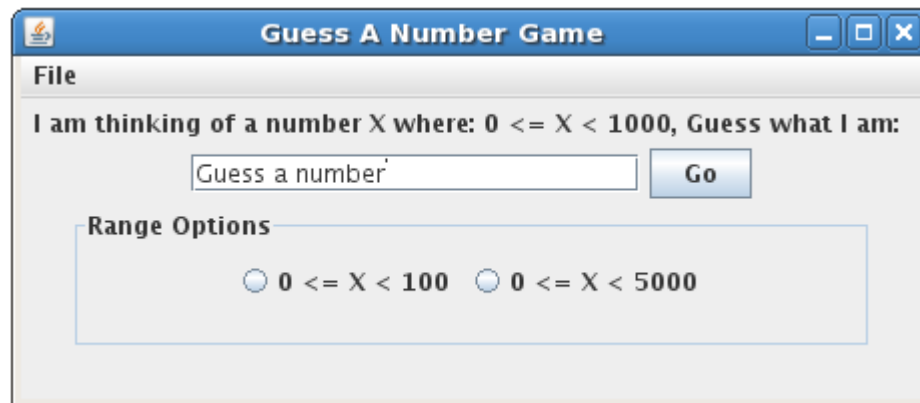 Guess A Number Game
File
I am thinking of a number X where: 0 <= X < 1000, Guess what I am:
Guess a number Go
Range Options
0 <= X < 100 0 <= X < 5000